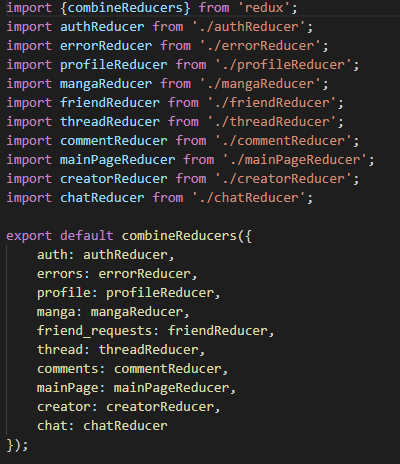 import {combineReducers} from 'redux';
import authReducer from './authReducer';
import errorReducer from './errorReducer';
import profileReducer from './profileReducer';
import mangaReducer from './mangaReducer';
import friendReducer from './friendReducer';
import threadReducer from './threadReducer';
import commentReducer from './commentReducer';
import mainPageReducer from './mainPageReducer';
import creatorReducer from './creatorReducer';
import chatReducer from './chatReducer';

export default combineReducers({
    auth: authReducer,
    errors: errorReducer,
    profile: profileReducer,
    manga: mangaReducer,
    friend_requests: friendReducer,
    thread: threadReducer,
    comments: commentReducer,
    mainPage: mainPageReducer,
    creator: creatorReducer,
    chat: chatReducer
});